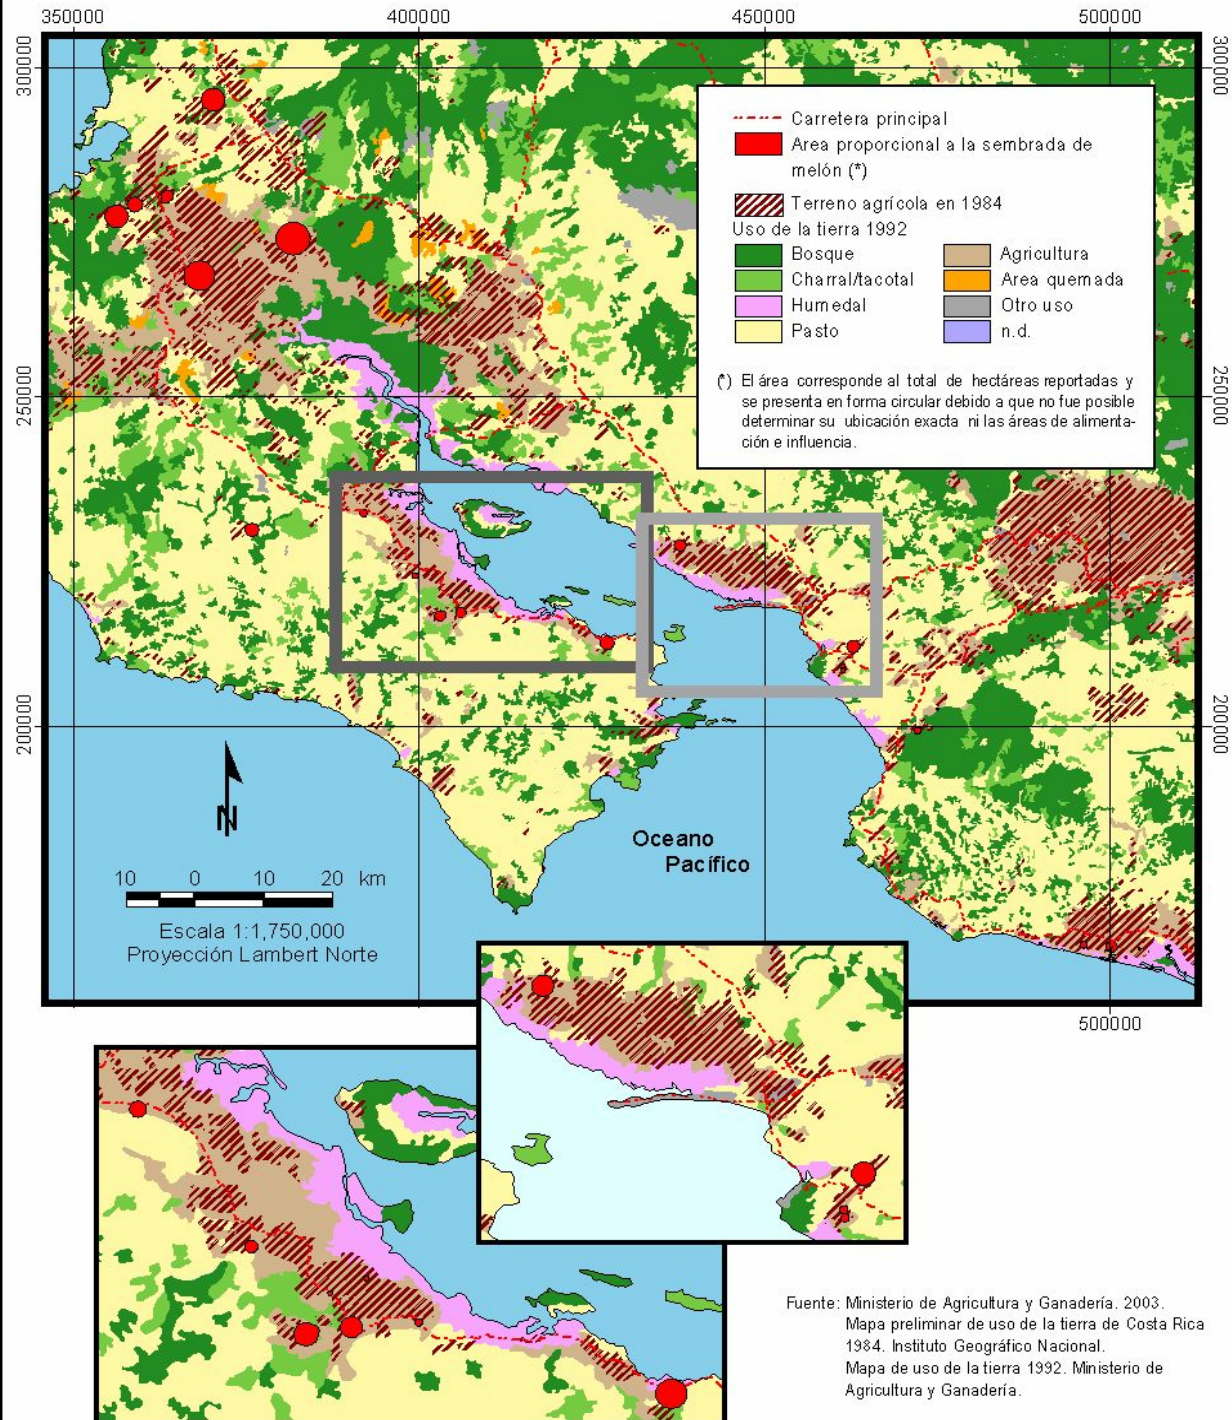 350000 400000 450000 500000
300000 300000
Carretera principal
Area proporcional a la sembrada de
melón (*)
Terreno agrícola en 1984
Uso de la tierra 1992
Bosque Agricultura
Charral/tacotal Area quemada
Humedal Otro uso
Pasto n.d.
(*) El área corresponde al total de hectáreas reportadas y
se presenta en forma circular debido a que no fue posible
determinar su ubicación exacta ni las áreas de alimenta-
ción e influencia.
250000 250000
200000 200000
N
Oceano
Pacífico
10 0 10 20 km
Escala 1:1,750,000
Proyección Lambert Norte
500000
Fuente: Ministerio de Agricultura y Ganadería. 2003.
Mapa preliminar de uso de la tierra de Costa Rica
1984. Instituto Geográfico Nacional.
Mapa de uso de la tierra 1992. Ministerio de
Agricultura y Ganadería.